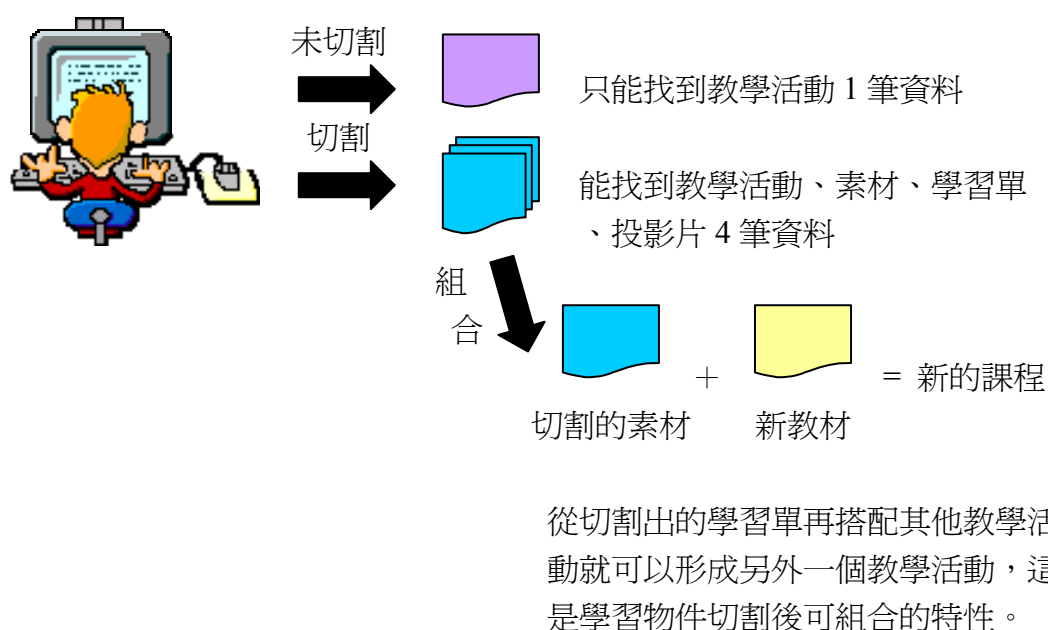 未切割
只能找到教學活動 1 筆資料
切割
能找到教學活動、素材、學習單
、投影片 4 筆資料
組
合
＋
= 新的課程
切割的素材
新教材
從切割出的學習單再搭配其他教學活
動就可以形成另外一個教學活動，這
是學習物件切割後可組合的特性。